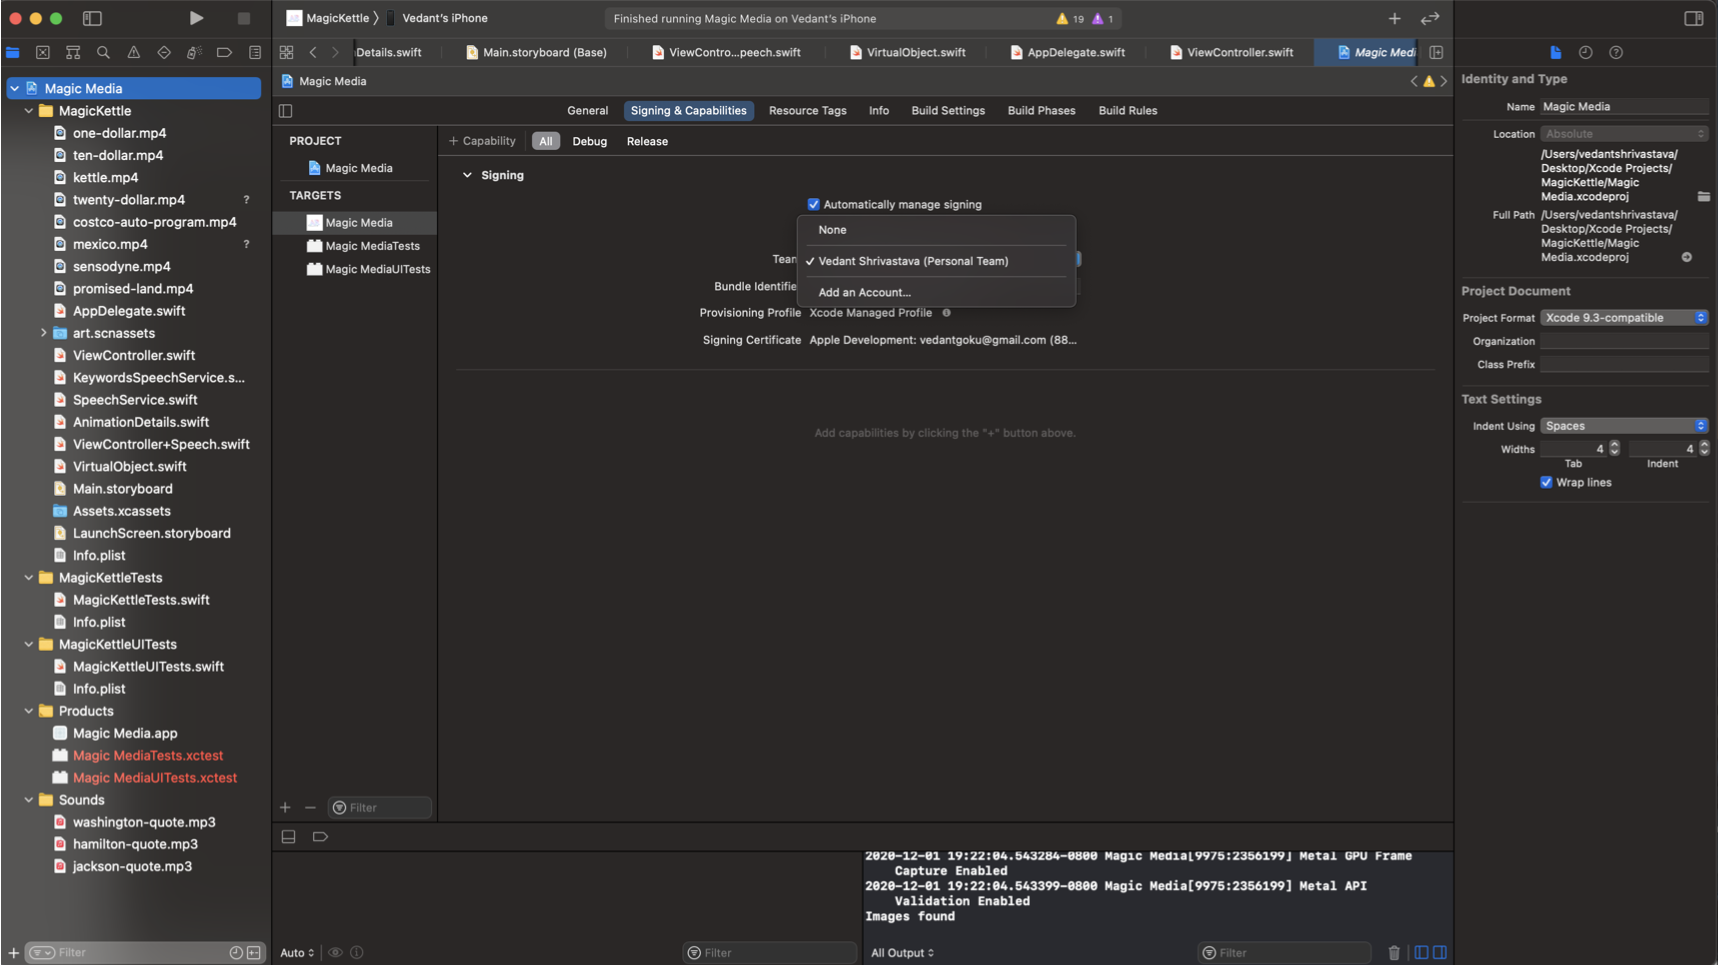 MagicKettle
Vedant's iPhone
Finished running Magic Media on Vedant's iPhone
19
1
Details.swift
Main.storyboard (Base)
ViewContro...peech.swift
VirtualObject.swift
AppDelegate.swift
ViewController.swift
Magic Medi
Magic Media
General
Signing & Capabilities
Resource Tags
Info
Build Settings
Build Phases
Build Rules
Magic Media
MagicKettle
one-dollar.mp4
ten-dollar.mp4
kettle.mp4
twenty-dollar.mp4 ?
costco-auto-program.mp4
mexico.mp4 ?
sensodyne.mp4
promised-land.mp4
AppDelegate.swift
art.scnassets
ViewController.swift
KeywordsSpeechService.s...
SpeechService.swift
AnimationDetails.swift
ViewController+Speech.swift
VirtualObject.swift
Main.storyboard
Assets.xcassets
LaunchScreen.storyboard
Info.plist
MagicKettleTests
MagicKettleTests.swift
Info.plist
MagicKettleUITests
MagicKettleUITests.swift
Info.plist
Products
Magic Media.app
Magic MediaTests.xctest
Magic MediaUITests.xctest
Sounds
washington-quote.mp3
hamilton-quote.mp3
jackson-quote.mp3
Filter
PROJECT
Magic Media
TARGETS
Magic Media
Magic MediaTests
Magic MediaUITests
Filter
+ Capability
All
Debug
Release
Signing
Automatically manage signing
None
Team
Vedant Shrivastava (Personal Team)
Bundle Identifie
Add an Account...
Provisioning Profile Xcode Managed Profile
Signing Certificate Apple Development: vedantgoku@gmail.com (88...
Add capabilities by clicking the "+" button above.
2020-12-01 19:22:04.543284-0800 Magic Media[9975:2356199] Metal GPU Frame
Capture Enabled
2020-12-01 19:22:04.543399-0800 Magic Media[9975:2356199] Metal API
Validation Enabled
Images found
Auto
Filter
All Output
Filter
Identity and Type
Name Magic Media
Location Absolute
/Users/vedantshrivastava/
Desktop/Xcode Projects/
MagicKettle/Magic
Media.xcodeproj
Full Path /Users/vedantshrivastava/
Desktop/Xcode Projects/
MagicKettle/Magic
Media.xcodeproj
Project Document
Project Format Xcode 9.3-compatible
Organization
Class Prefix
Text Settings
Indent Using Spaces
Widths 4 4
Tab Indent
Wrap lines